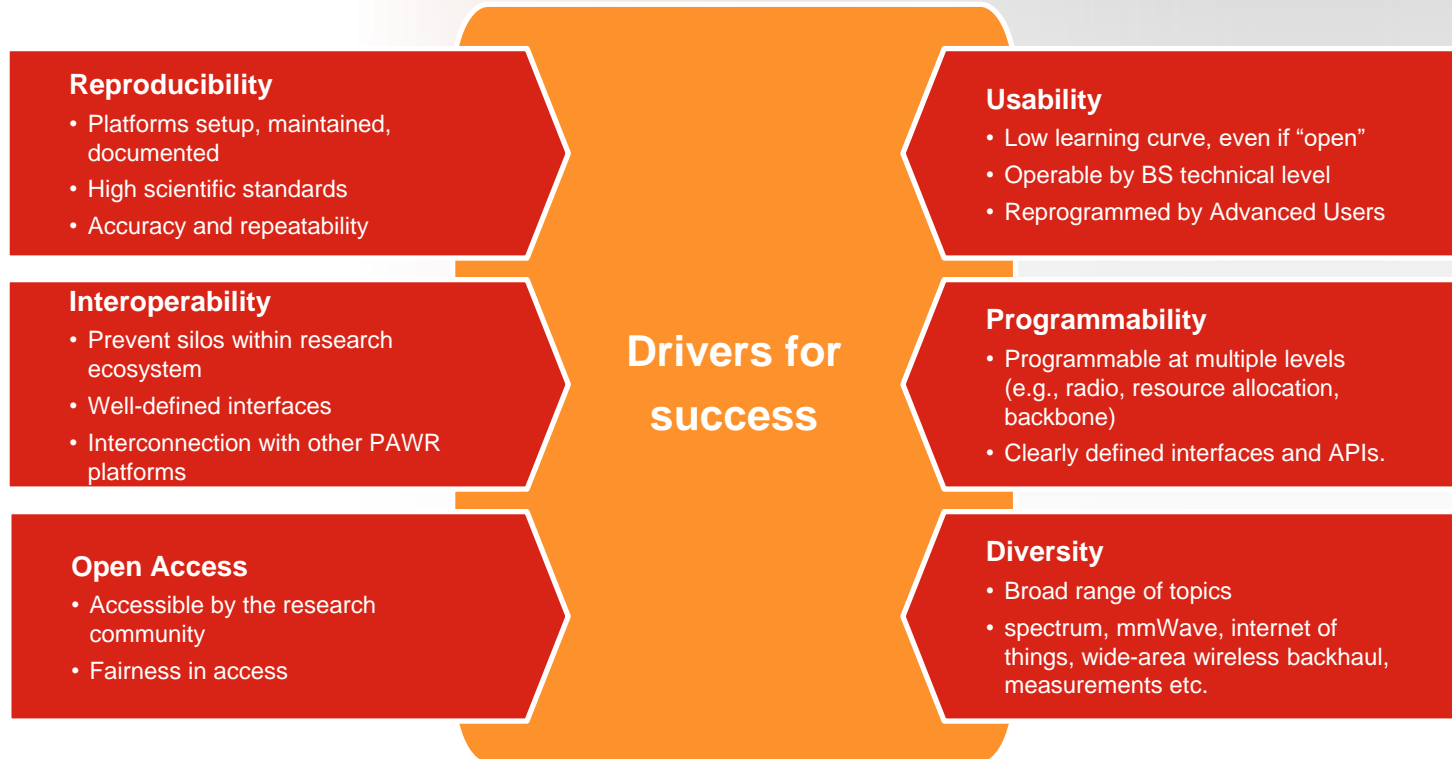 Reproducibility
• Platforms setup, maintained,
documented
• High scientific standards
• Accuracy and repeatability
Interoperability
• Prevent silos within research
ecosystem
• Well-defined interfaces
• Interconnection with other PAWR
platforms
Open Access
• Accessible by the research
community
• Fairness in access
Drivers for
success
Usability
• Low learning curve, even if “open”
• Operable by BS technical level
• Reprogrammed by Advanced Users
Programmability
• Programmable at multiple levels
(e.g., radio, resource allocation,
backbone)
• Clearly defined interfaces and APIs.
Diversity
• Broad range of topics
• spectrum, mmWave, internet of
things, wide-area wireless backhaul,
measurements etc.